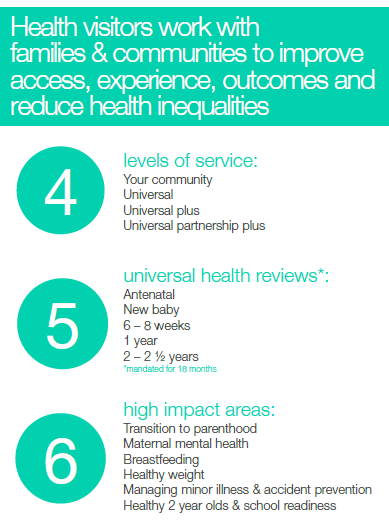 Health visitors work with
families & communities to improve
access, experience, outcomes and
reduce health inequalities
4
levels of service:
Your community
Universal
Universal plus
Universal partnership plus
5
universal health reviews*:
Antenatal
New baby
6 – 8 weeks
1 year
2 – 2 ½ years
*mandated for 18 months
6
high impact areas:
Transition to parenthood
Maternal mental health
Breastfeeding
Healthy weight
Managing minor illness & accident prevention
Healthy 2 year olds & school readiness